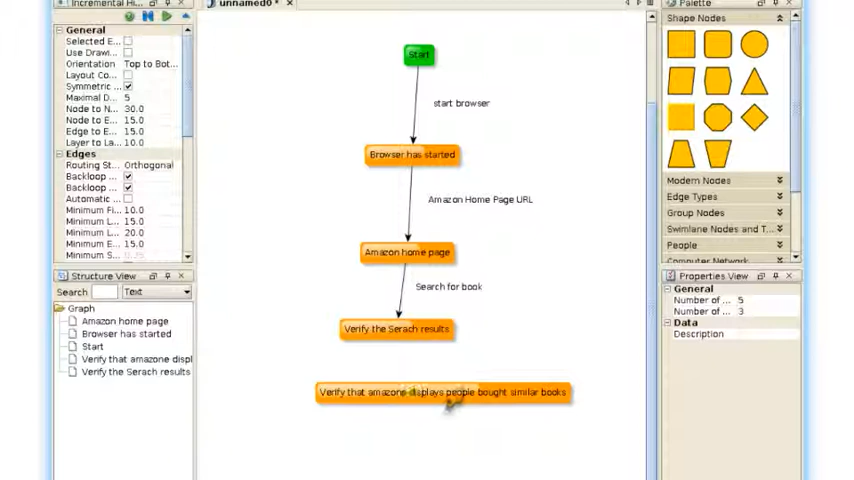 Incremental Hi...
unnamed0 *
Palette
General
Selected E...
Use Drawi...
Orientation Top to Bot...
Layout Co...
Symmetric ...
Maximal D... 5
Node to N... 30.0
Node to E... 15.0
Edge to E... 15.0
Layer to La... 10.0
Edges
Routing St... Orthogonal
Backloop ...
Backloop ...
Automatic ...
Minimum Fi... 10.0
Minimum L... 15.0
Minimum L... 20.0
Minimum E... 15.0
Structure View
Search Text
Graph
Amazon home page
Browser has started
Start
Verify that amazone displ
Verify the Serach results
Start
start browser
Browser has started
Amazon Home Page URL
Amazon home page
Search for book
Verify the Serach results
Verify that amazone displays people bought similar books
Shape Nodes
Modern Nodes
Edge Types
Group Nodes
Swimlane Nodes and T...
People
Computer Network
Properties View
General
Number of ... 5
Number of ... 3
Data
Description